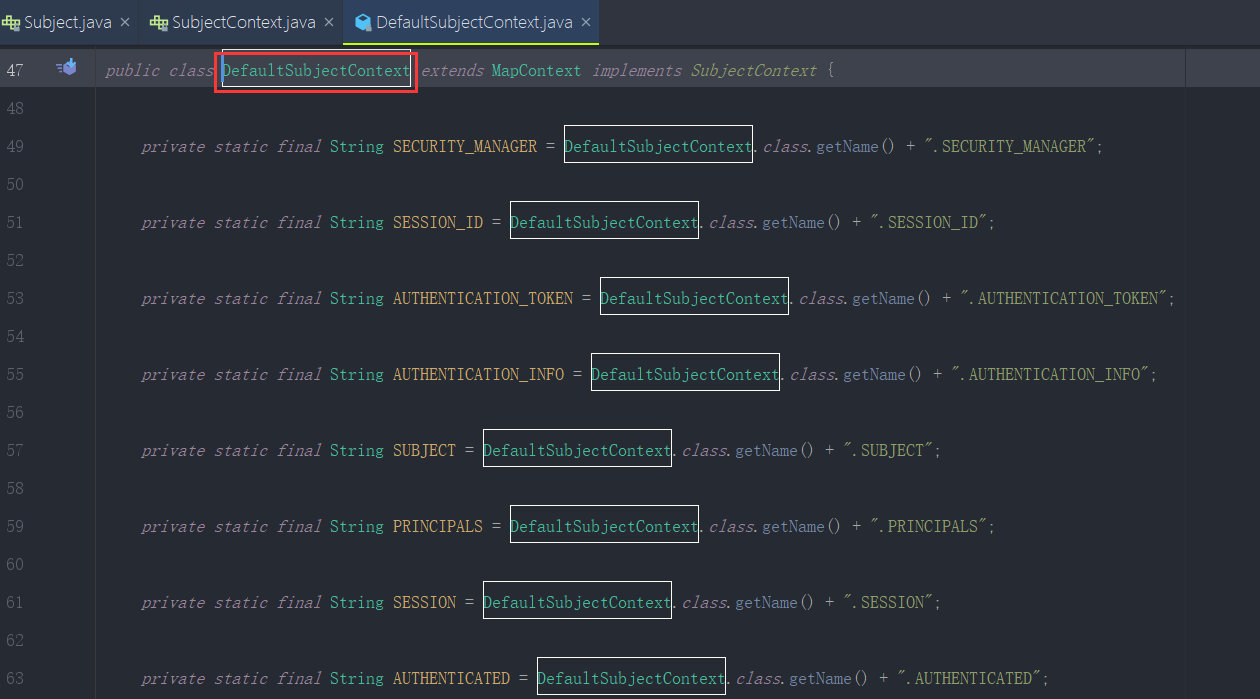 Subject.java × SubjectContext.java × DefaultSubjectContext.java ×
47 public class DefaultSubjectContext extends MapContext implements SubjectContext {
48
49 private static final String SECURITY_MANAGER = DefaultSubjectContext.class.getName() + ".SECURITY_MANAGER";
50
51 private static final String SESSION_ID = DefaultSubjectContext.class.getName() + ".SESSION_ID";
52
53 private static final String AUTHENTICATION_TOKEN = DefaultSubjectContext.class.getName() + ".AUTHENTICATION_TOKEN";
54
55 private static final String AUTHENTICATION_INFO = DefaultSubjectContext.class.getName() + ".AUTHENTICATION_INFO";
56
57 private static final String SUBJECT = DefaultSubjectContext.class.getName() + ".SUBJECT";
58
59 private static final String PRINCIPALS = DefaultSubjectContext.class.getName() + ".PRINCIPALS";
60
61 private static final String SESSION = DefaultSubjectContext.class.getName() + ".SESSION";
62
63 private static final String AUTHENTICATED = DefaultSubjectContext.class.getName() + ".AUTHENTICATED";